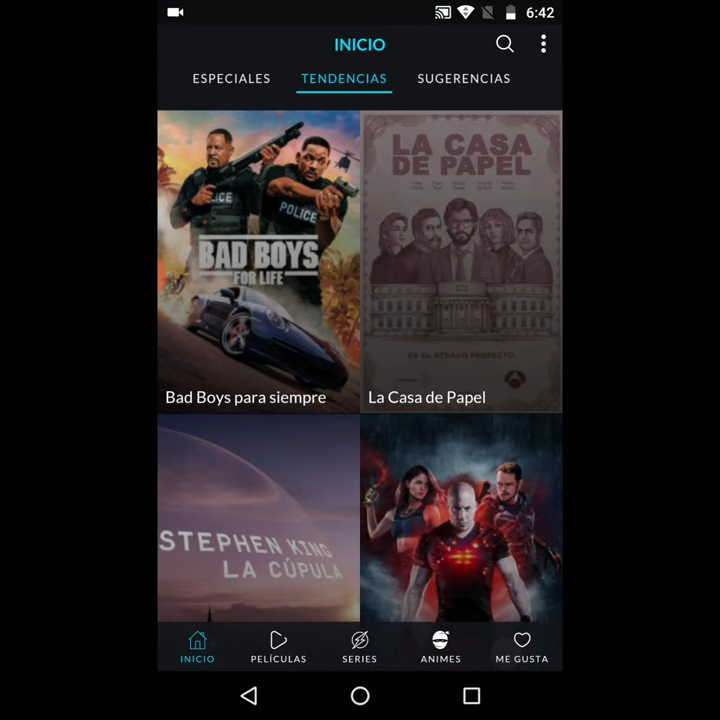 6:42
INICIO
ESPECIALES TENDENCIAS SUGERENCIAS
LA CASA
DE PAPEL
POLICE
BAD BOYS
FOR LIFE
ES EL ATRACO PERFECTO.
Bad Boys para siempre La Casa de Papel
STEPHEN KING
LA CÚPULA
INICIO PELÍCULAS SERIES ANIMES ME GUSTA